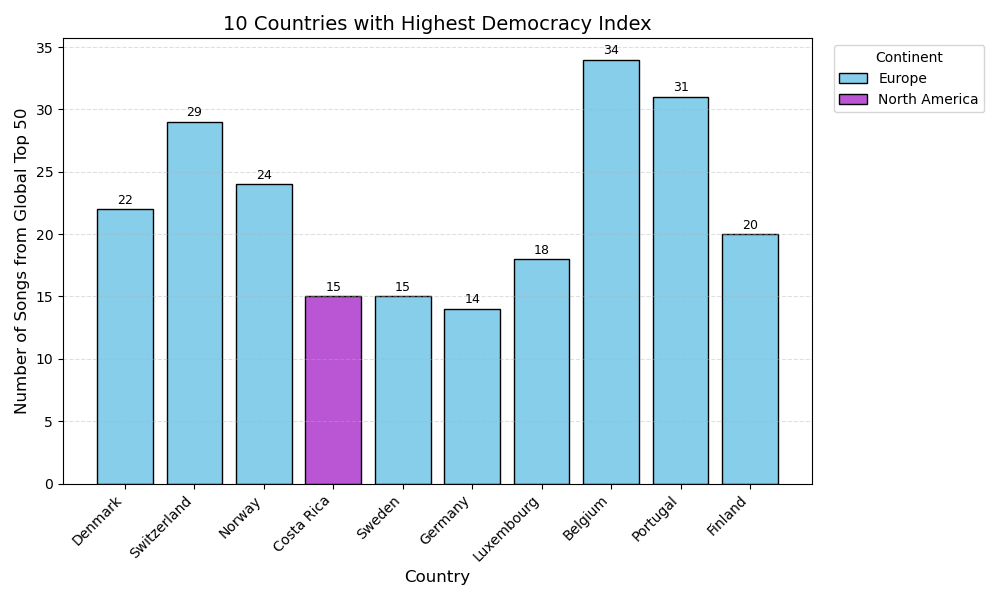 10 Countries with Highest Democracy Index
Number of Songs from Global Top 50
35
30
25
20
15
10
5
0
22
29
24
15
15
14
18
34
31
20
Denmark
Switzerland
Norway
Costa Rica
Sweden
Germany
Luxembourg
Belgium
Portugal
Finland
Country
Continent
Europe
North America